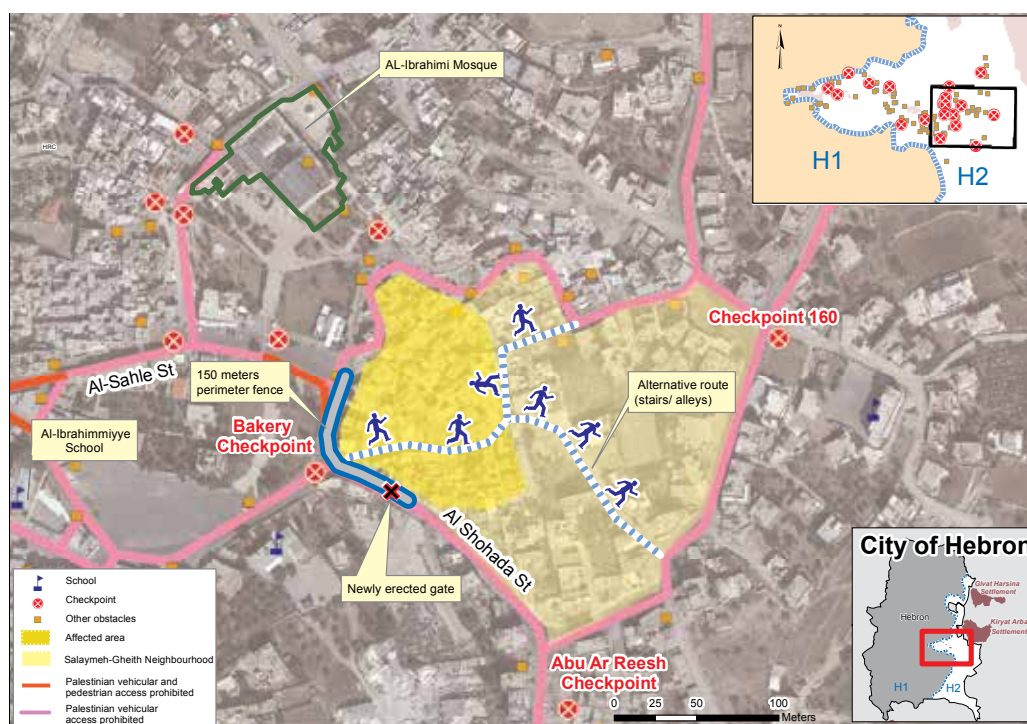 AL-Ibrahimi Mosque
HRC
N
H1
H2
Checkpoint 160
Al-Sahle St
150 meters
perimeter fence
Alternative route
(stairs/ alleys)
Bakery
Checkpoint
Al-Ibrahimmiyye
School
Al Shohada St
Newly erected gate
Abu Ar Reesh
Checkpoint
School
Checkpoint
Other obstacles
Affected area
Salaymeh-Gheith Neighbourhood
Palestinian vehicular and
pedestrian access prohibited
Palestinian vehicular
access prohibited
0 25 50 100
Meters
City of Hebron
Givat Harsina
Settlement
Hebron
Kiryat Arba
Settlement
H1
H2